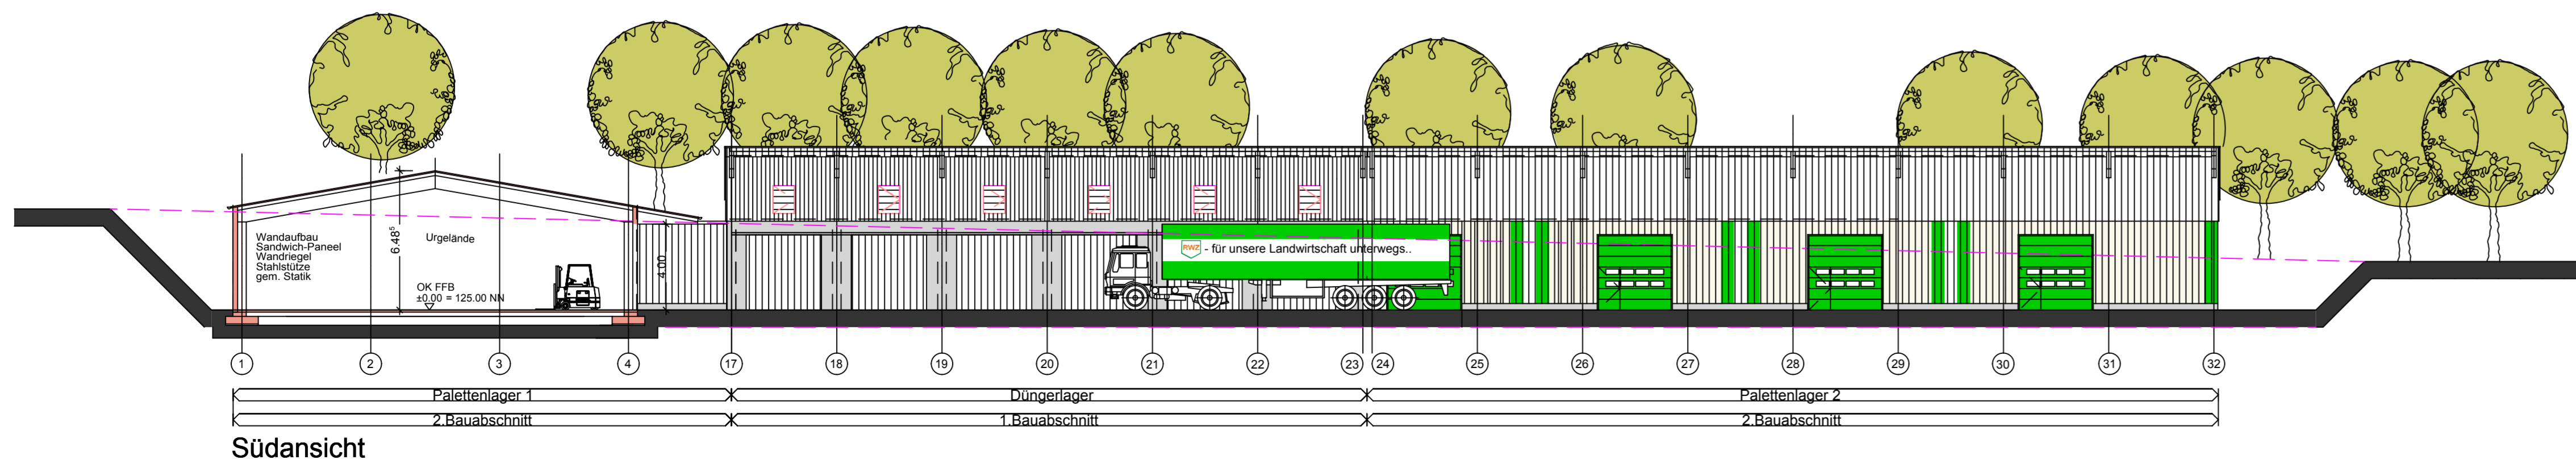 Wandaufbau
Sandwich-Paneel
Wandriegel
Stahlstütze
gem. Statik
6.48⁵
Urgelände
OK FFB
±0.00 = 125.00 NN
4.00
RWZ - für unsere Landwirtschaft unterwegs..
1 2 3 4 17 18 19 20 21 22 23 24 25 26 27 28 29 30 31 32
Palettenlager 1 Düngerlager Palettenlager 2
2.Bauabschnitt 1.Bauabschnitt 2.Bauabschnitt
Südansicht